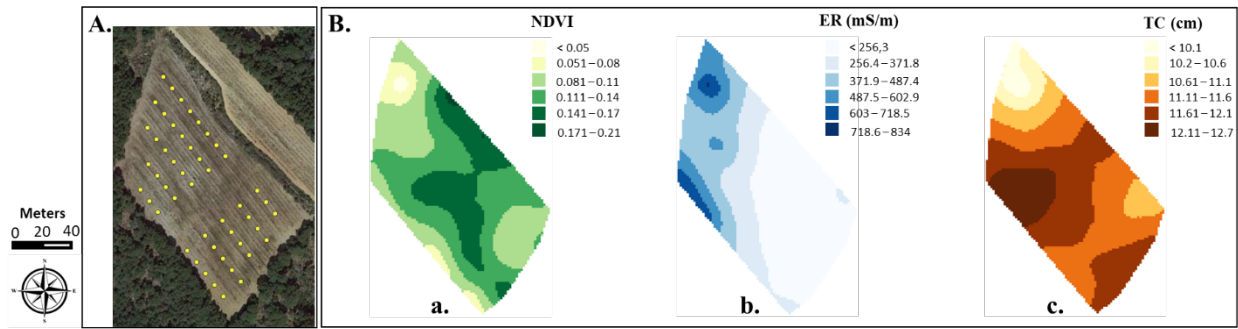 A.
Meters
0 20 40
N
W E
S
B.
NDVI
< 0.05
0.051–0.08
0.081–0.11
0.111–0.14
0.141–0.17
0.171–0.21
a.
ER (mS/m)
< 256,3
256.4–371.8
371.9–487.4
487.5–602.9
603–718.5
718.6–834
b.
TC (cm)
< 10.1
10.2–10.6
10.61–11.1
11.11–11.6
11.61–12.1
12.11–12.7
c.